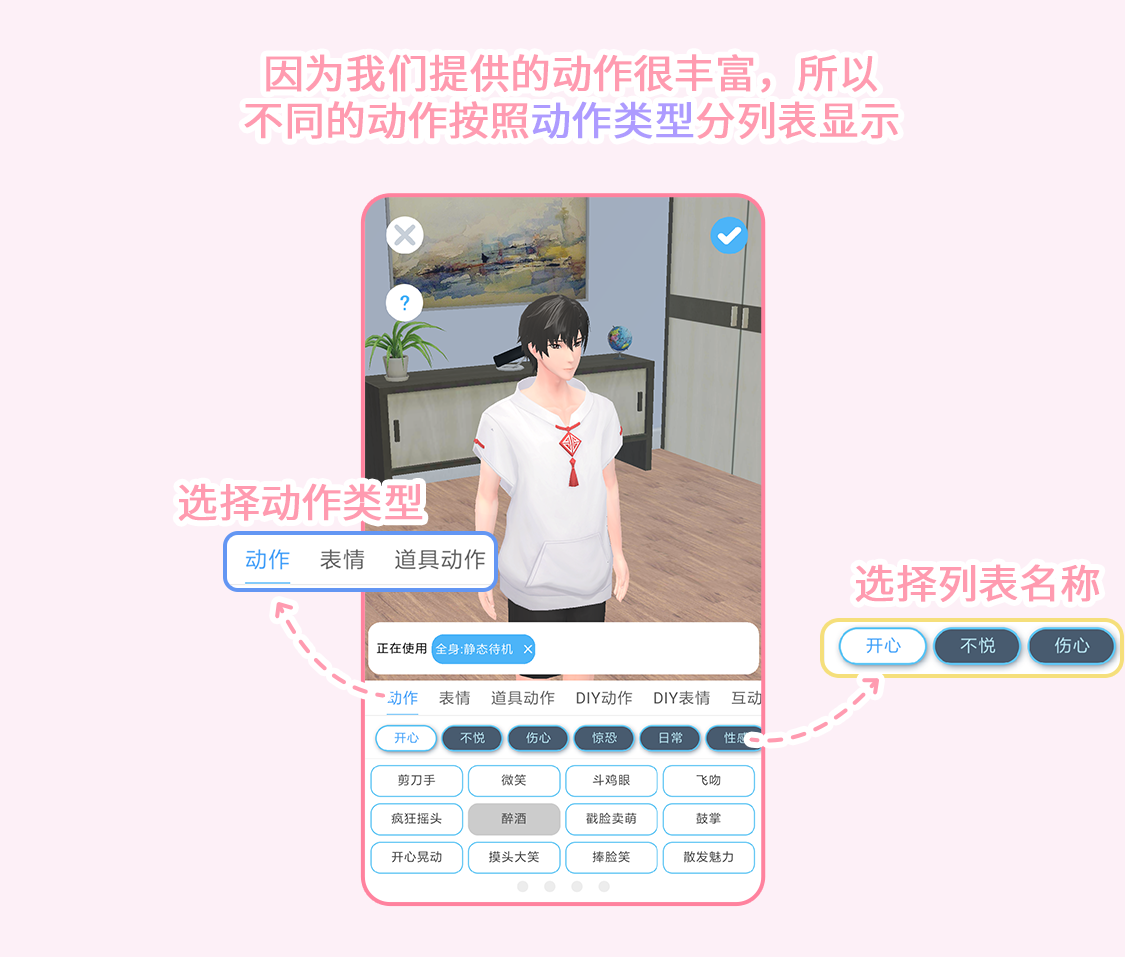 因为我们提供的动作很丰富，所以
不同的动作按照动作类型分列表显示
?
选择动作类型
动作 表情 道具动作
选择列表名称
开心 不悦 伤心
正在使用 全身:静态待机 ×
动作 表情 道具动作 DIY动作 DIY表情 互动
开心 不悦 伤心 惊恐 日常 性感
剪刀手 微笑 斗鸡眼 飞吻
疯狂摇头 醉酒 戳脸卖萌 鼓掌
开心晃动 摸头大笑 捧脸笑 散发魅力